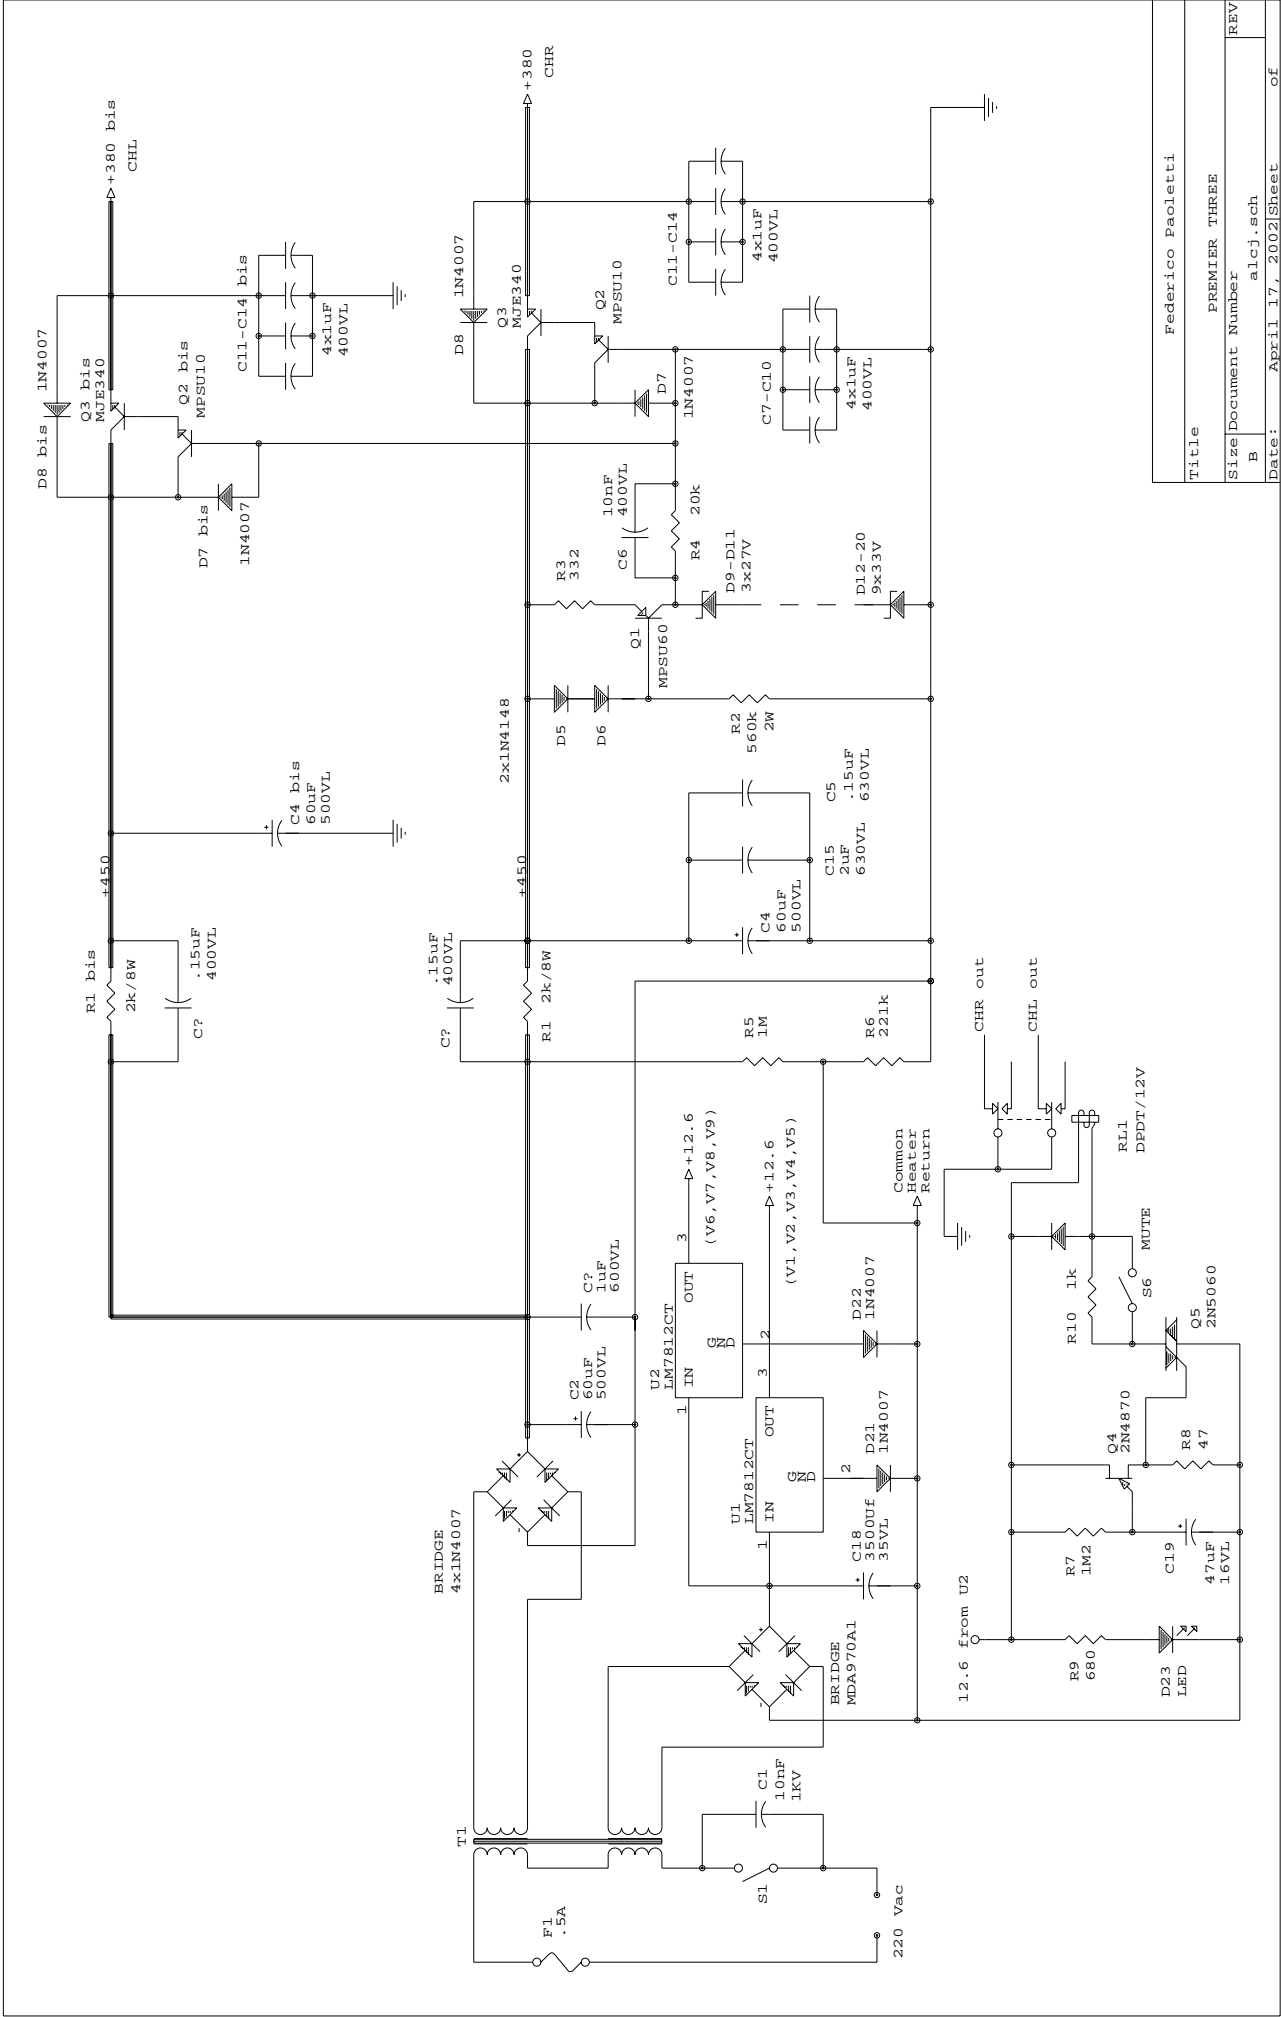 F1
.5A
220 Vac
S1
C1
10nF
1KV
T1
BRIDGE
4x1N4007
BRIDGE
MDA970A1
C2
60uF
500VL
C?
1uF
600VL
R1 bis
2k/8W
C?
.15uF
400VL
+450
C4 bis
60uF
500VL
D8 bis
1N4007
Q3 bis
MJE340
Q2 bis
MPSU10
D7 bis
1N4007
C11-C14 bis
4x1uF
400VL
+380 bis
CHL
C?
.15uF
400VL
R1
2k/8W
+450
R5
1M
R6
221k
C4
60uF
500VL
C15
2uF
630VL
C5
.15uF
630VL
2x1N4148
D5
D6
R2
560k
2W
R3
332
Q1
MPSU60
C6
10nF
400VL
R4
20k
D9-D11
3x27V
D12-20
9x33V
D8
1N4007
Q3
MJE340
Q2
MPSU10
D7
1N4007
C7-C10
4x1uF
400VL
C11-C14
4x1uF
400VL
+380
CHR
U2
LM7812CT
1
IN
OUT
3
GND
2
+12.6
(V6,V7,V8,V9)
U1
LM7812CT
1
IN
OUT
3
GND
2
+12.6
(V1,V2,V3,V4,V5)
C18
3500Uf
35VL
D21
1N4007
D22
1N4007
Common
Heater
Return
12.6 from U2
R9
680
D23
LED
R7
1M2
C19
47uF
16VL
Q4
2N4870
R8
47
Q5
2N5060
R10
1k
S6
MUTE
RL1
DPDT/12V
CHR out
CHL out
Federico Paoletti
Title
PREMIER THREE
Size
Document Number
REV
B
alcj.sch
Date:
April 17, 2002
Sheet
of